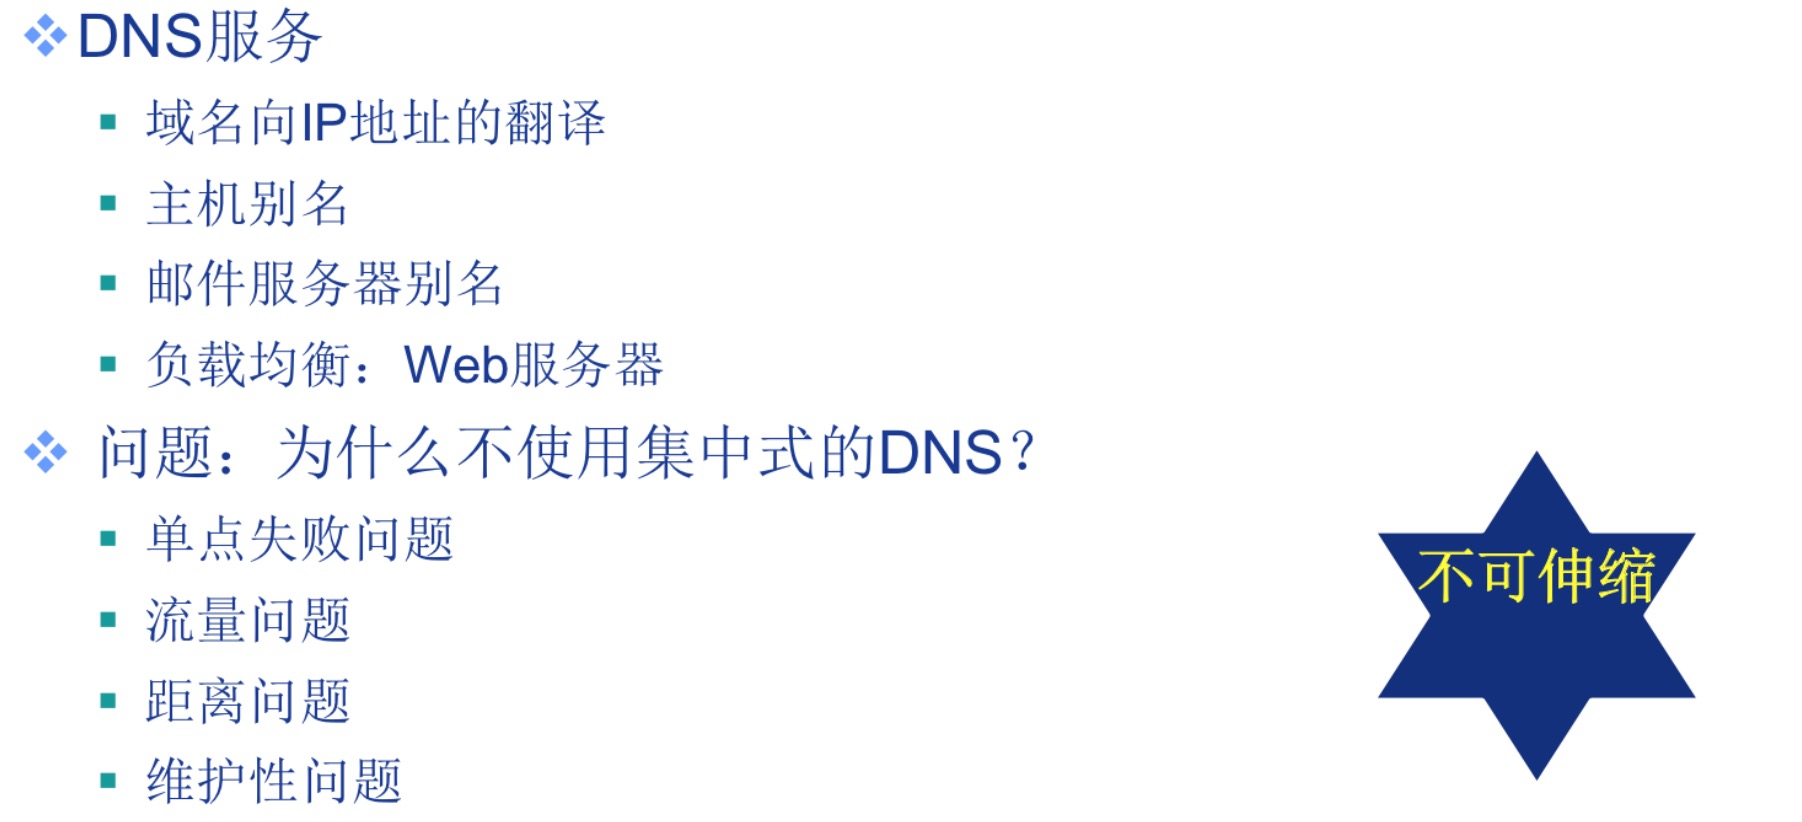 DNS服务
域名向IP地址的翻译
主机别名
邮件服务器别名
负载均衡：Web服务器
问题：为什么不使用集中式的DNS？
单点失败问题
流量问题
距离问题
维护性问题
不可伸缩